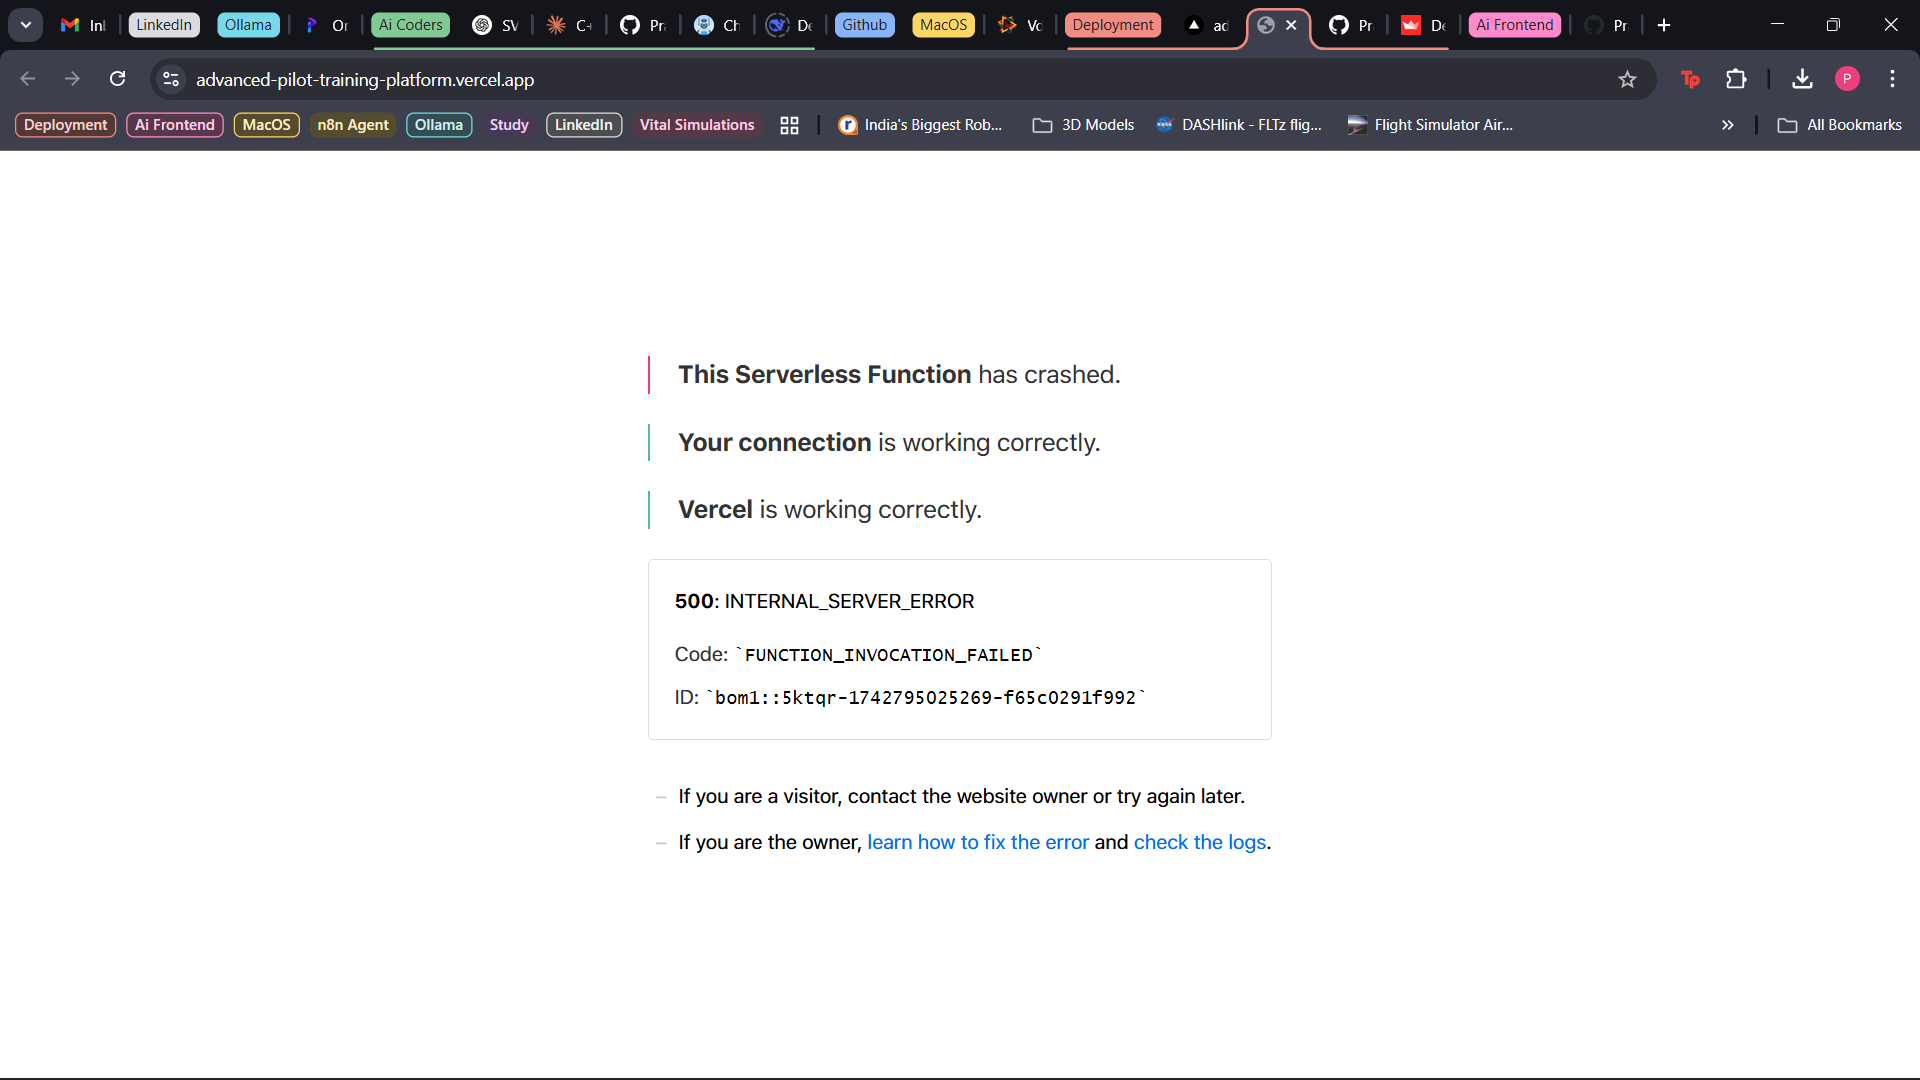 Inl
LinkedIn
Ollama
Or
Ai Coders
SV
C+
Pr
Ch
De
Github
MacOS
Vo
Deployment
ad
Pr
De
Ai Frontend
Pr
advanced-pilot-training-platform.vercel.app
Tp
P
Deployment
Ai Frontend
MacOS
n8n Agent
Ollama
Study
LinkedIn
Vital Simulations
India's Biggest Rob...
3D Models
DASHlink - FLTz flig...
Flight Simulator Air...
All Bookmarks
This Serverless Function has crashed.
Your connection is working correctly.
Vercel is working correctly.
500: INTERNAL_SERVER_ERROR
Code: `FUNCTION_INVOCATION_FAILED`
ID: `bom1::5ktqr-1742795025269-f65c0291f992`
– If you are a visitor, contact the website owner or try again later.
– If you are the owner, learn how to fix the error and check the logs.